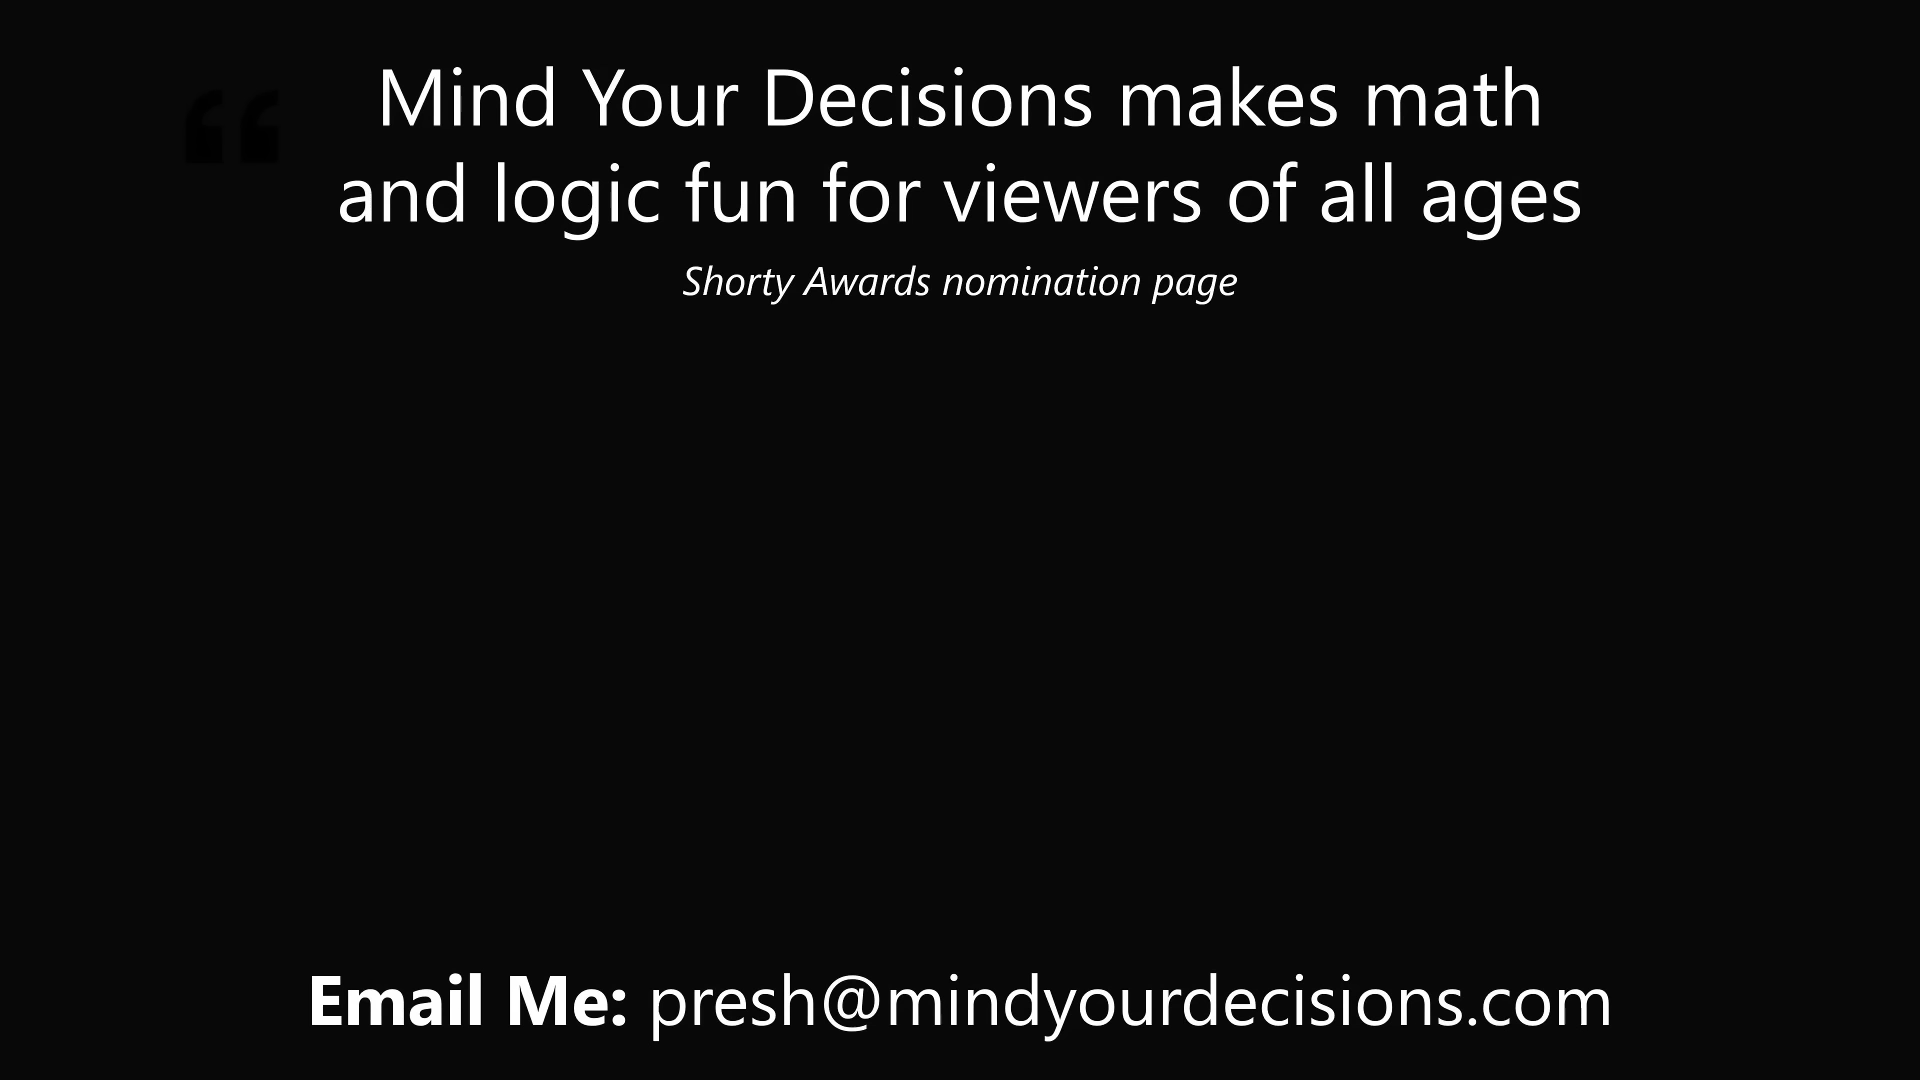 “
Mind Your Decisions makes math
and logic fun for viewers of all ages
Shorty Awards nomination page
Email Me: presh@mindyourdecisions.com